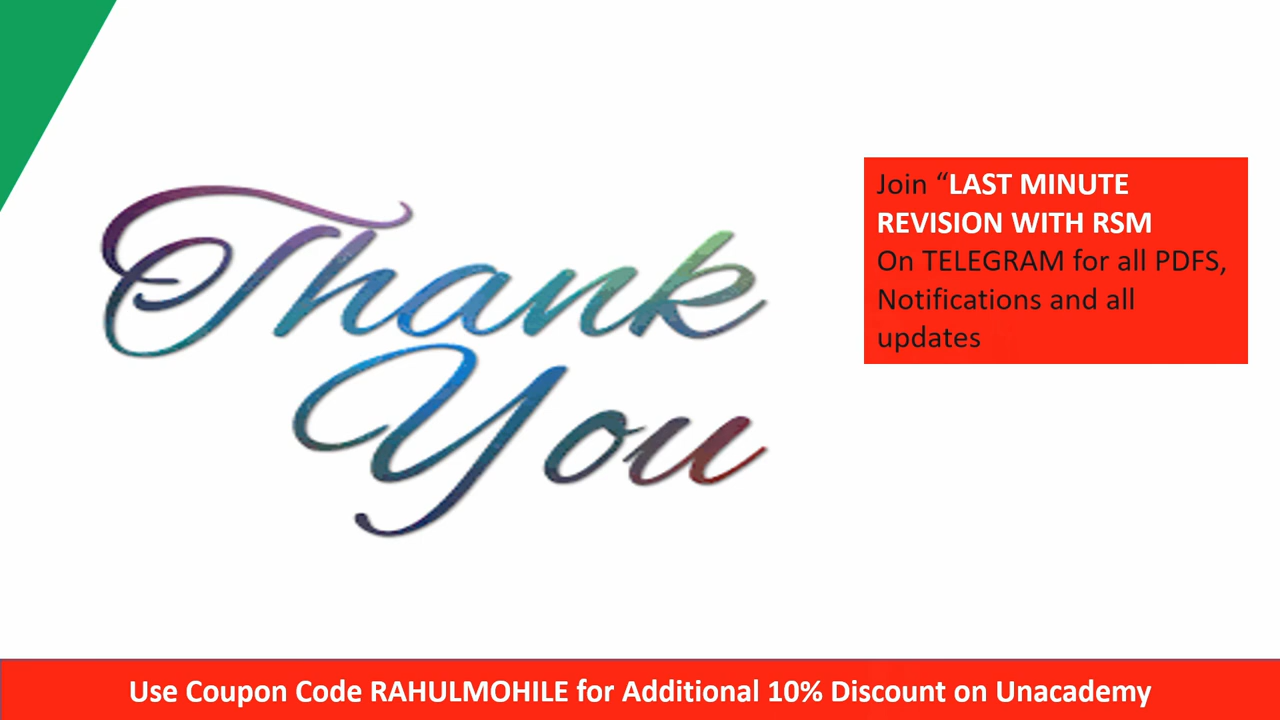 Thank
You
Join “LAST MINUTE
REVISION WITH RSM
On TELEGRAM for all PDFS,
Notifications and all
updates
Use Coupon Code RAHULMOHILE for Additional 10% Discount on Unacademy